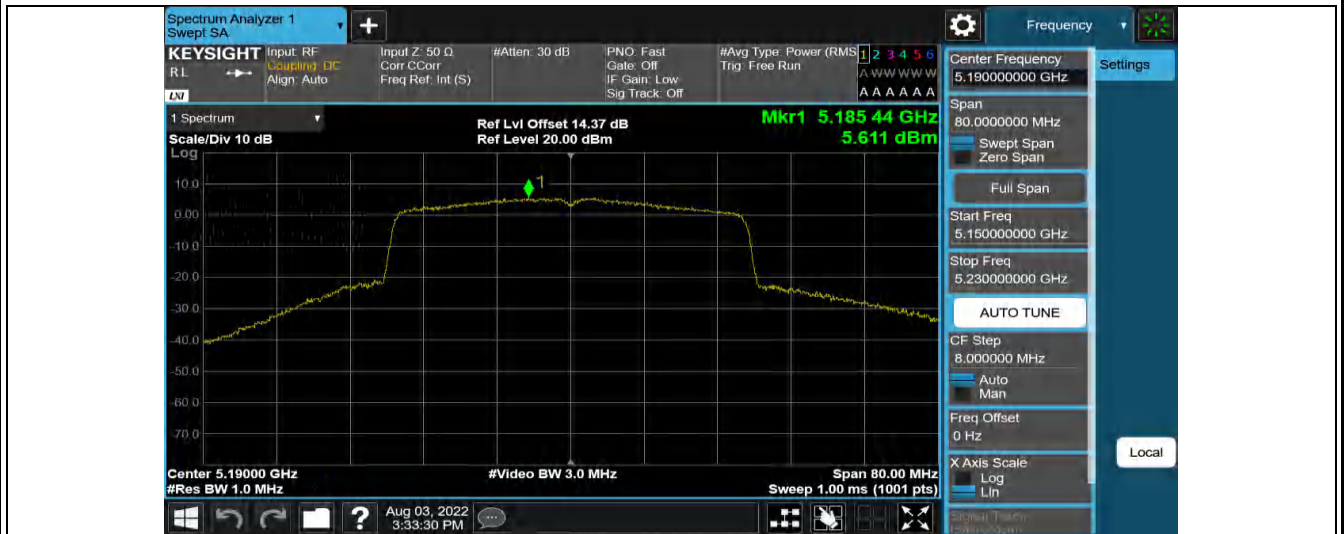 Spectrum Analyzer 1
Swept SA
+
Frequency
KEYSIGHT
RL
LXI
Input: RF
Coupling: DC
Align: Auto
Input Z: 50 Ω
Corr CCorr
Freq Ref: Int (S)
#Atten: 30 dB
PNO: Fast
Gate: Off
IF Gain: Low
Sig Track: Off
#Avg Type: Power (RMS
Trig: Free Run
1 2 3 4 5 6
A W W W W W
A A A A A A
Center Frequency
5.190000000 GHz
Settings
Span
80.0000000 MHz
Swept Span
Zero Span
Full Span
Start Freq
5.150000000 GHz
Stop Freq
5.230000000 GHz
AUTO TUNE
CF Step
8.000000 MHz
Auto
Man
Freq Offset
0 Hz
X Axis Scale
Log
Lin
Local
1 Spectrum
Scale/Div 10 dB
Log
Ref Lvl Offset 14.37 dB
Ref Level 20.00 dBm
Mkr1 5.185 44 GHz
5.611 dBm
1
10.0
0.00
-10.0
-20.0
-30.0
-40.0
-50.0
-60.0
-70.0
Center 5.19000 GHz
#Res BW 1.0 MHz
#Video BW 3.0 MHz
Span 80.00 MHz
Sweep 1.00 ms (1001 pts)
?
Aug 03, 2022
3:33:30 PM